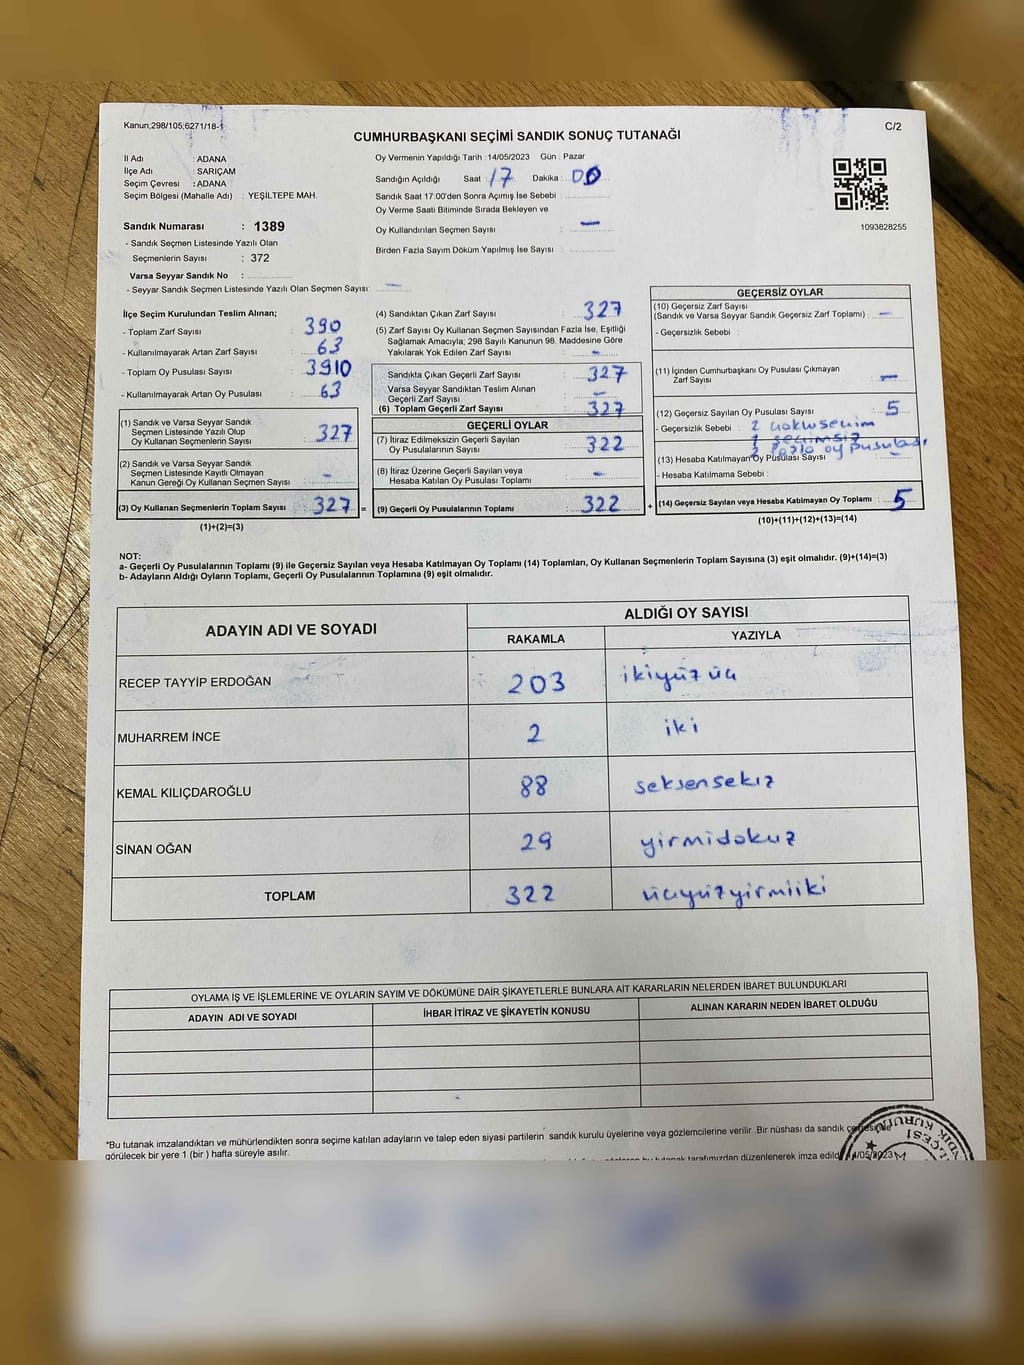 Kanun;298/105;6271/18-1
C/2
CUMHURBAŞKANI SEÇİMİ SANDIK SONUÇ TUTANAĞI
İl Adı : ADANA
İlçe Adı : SARIÇAM
Seçim Çevresi : ADANA
Seçim Bölgesi (Mahalle Adı) : YEŞİLTEPE MAH.
Sandık Numarası : 1389
- Sandık Seçmen Listesinde Yazılı Olan
Seçmenlerin Sayısı : 372
Varsa Seyyar Sandık No :
- Seyyar Sandık Seçmen Listesinde Yazılı Olan Seçmen Sayısı: —
Oy Vermenin Yapıldığı Tarih : 14/05/2023 Gün : Pazar
Sandığın Açıldığı Saat : 17 Dakika : 00
Sandık Saat 17:00'den Sonra Açımış İse Sebebi :
Oy Verme Saati Bitiminde Sırada Bekleyen ve
Oy Kullandırılan Seçmen Sayısı : —
Birden Fazla Sayım Döküm Yapılmış İse Sayısı :
1093828255
İlçe Seçim Kurulundan Teslim Alınan;
- Toplam Zarf Sayısı : 390
- Kullanılmayarak Artan Zarf Sayısı : 63
- Toplam Oy Pusulası Sayısı : 3910
- Kullanılmayarak Artan Oy Pusulası : 63
(1) Sandık ve Varsa Seyyar Sandık
Seçmen Listesinde Yazılı Olup
Oy Kullanan Seçmenlerin Sayısı : 327
(2) Sandık ve Varsa Seyyar Sandık
Seçmen Listesinde Kayıtlı Olmayan
Kanun Gereği Oy Kullanan Seçmen Sayısı : -
(3) Oy Kullanan Seçmenlerin Toplam Sayısı : 327 =
(1)+(2)=(3)
(4) Sandıktan Çıkan Zarf Sayısı : 327
(5) Zarf Sayısı Oy Kullanan Seçmen Sayısından Fazla İse, Eşitliği
Sağlamak Amacıyla, 298 Sayılı Kanunun 98. Maddesine Göre
Yakılarak Yok Edilen Zarf Sayısı : -
Sandıkta Çıkan Geçerli Zarf Sayısı : 327
Varsa Seyyar Sandıktan Teslim Alınan
Geçerli Zarf Sayısı : -
(6) Toplam Geçerli Zarf Sayısı : 327
GEÇERLİ OYLAR
(7) İtiraz Edilmeksizin Geçerli Sayılan
Oy Pusulalarının Sayısı : 322
(8) İtiraz Üzerine Geçerli Sayılan veya
Hesaba Katılan Oy Pusulası Toplamı : -
(9) Geçerli Oy Pusulalarının Toplamı : 322 +
GEÇERSİZ OYLAR
(10) Geçersiz Zarf Sayısı
(Sandık ve Varsa Seyyar Sandık Geçersiz Zarf Toplamı) : —
- Geçersizlik Sebebi :
(11) İçinden Cumhurbaşkanı Oy Pusulası Çıkmayan
Zarf Sayısı : —
(12) Geçersiz Sayılan Oy Pusulası Sayısı : 5
- Geçersizlik Sebebi : 2
1 seçimsiz
fazla oy pusulası
(13) Hesaba Katılmayan Oy Pusulası Sayısı : -
- Hesaba Katılmama Sebebi :
(14) Geçersiz Sayılan veya Hesaba Katılmayan Oy Toplamı : 5
(10)+(11)+(12)+(13)=(14)
NOT:
a- Geçerli Oy Pusulalarının Toplamı (9) ile Geçersiz Sayılan veya Hesaba Katılmayan Oy Toplamı (14) Toplamları, Oy Kullanan Seçmenlerin Toplam Sayısına (3) eşit olmalıdır. (9)+(14)=(3)
b- Adayların Aldığı Oyların Toplamı, Geçerli Oy Pusulalarının Toplamına (9) eşit olmalıdır.
ADAYIN ADI VE SOYADI ALDIĞI OY SAYISI
RAKAMLA YAZIYLA
RECEP TAYYİP ERDOĞAN 203 ikiyüzüç
MUHARREM İNCE 2 iki
KEMAL KILIÇDAROĞLU 88 seksensekiz
SİNAN OĞAN 29 yirmidokuz
TOPLAM 322 üçyüzyirmiiki
OYLAMA İŞ VE İŞLEMLERİNE VE OYLARIN SAYIM VE DÖKÜMÜNE DAİR ŞİKAYETLERLE BUNLARA AİT KARARLARIN NELERDEN İBARET BULUNDUKLARI
ADAYIN ADI VE SOYADI İHBAR İTİRAZ VE ŞİKAYETİN KONUSU ALINAN KARARIN NEDEN İBARET OLDUĞU
*Bu tutanak imzalandıktan ve mühürlendikten sonra seçime katılan adayların ve talep eden siyasi partilerin sandık kurulu üyelerine veya gözlemcilerine verilir. Bir nüshası da sandık
görülecek bir yere 1 (bir ) hafta süreyle asılır.
bu tutanak tarafımızdan düzenlenerek imza edildi.